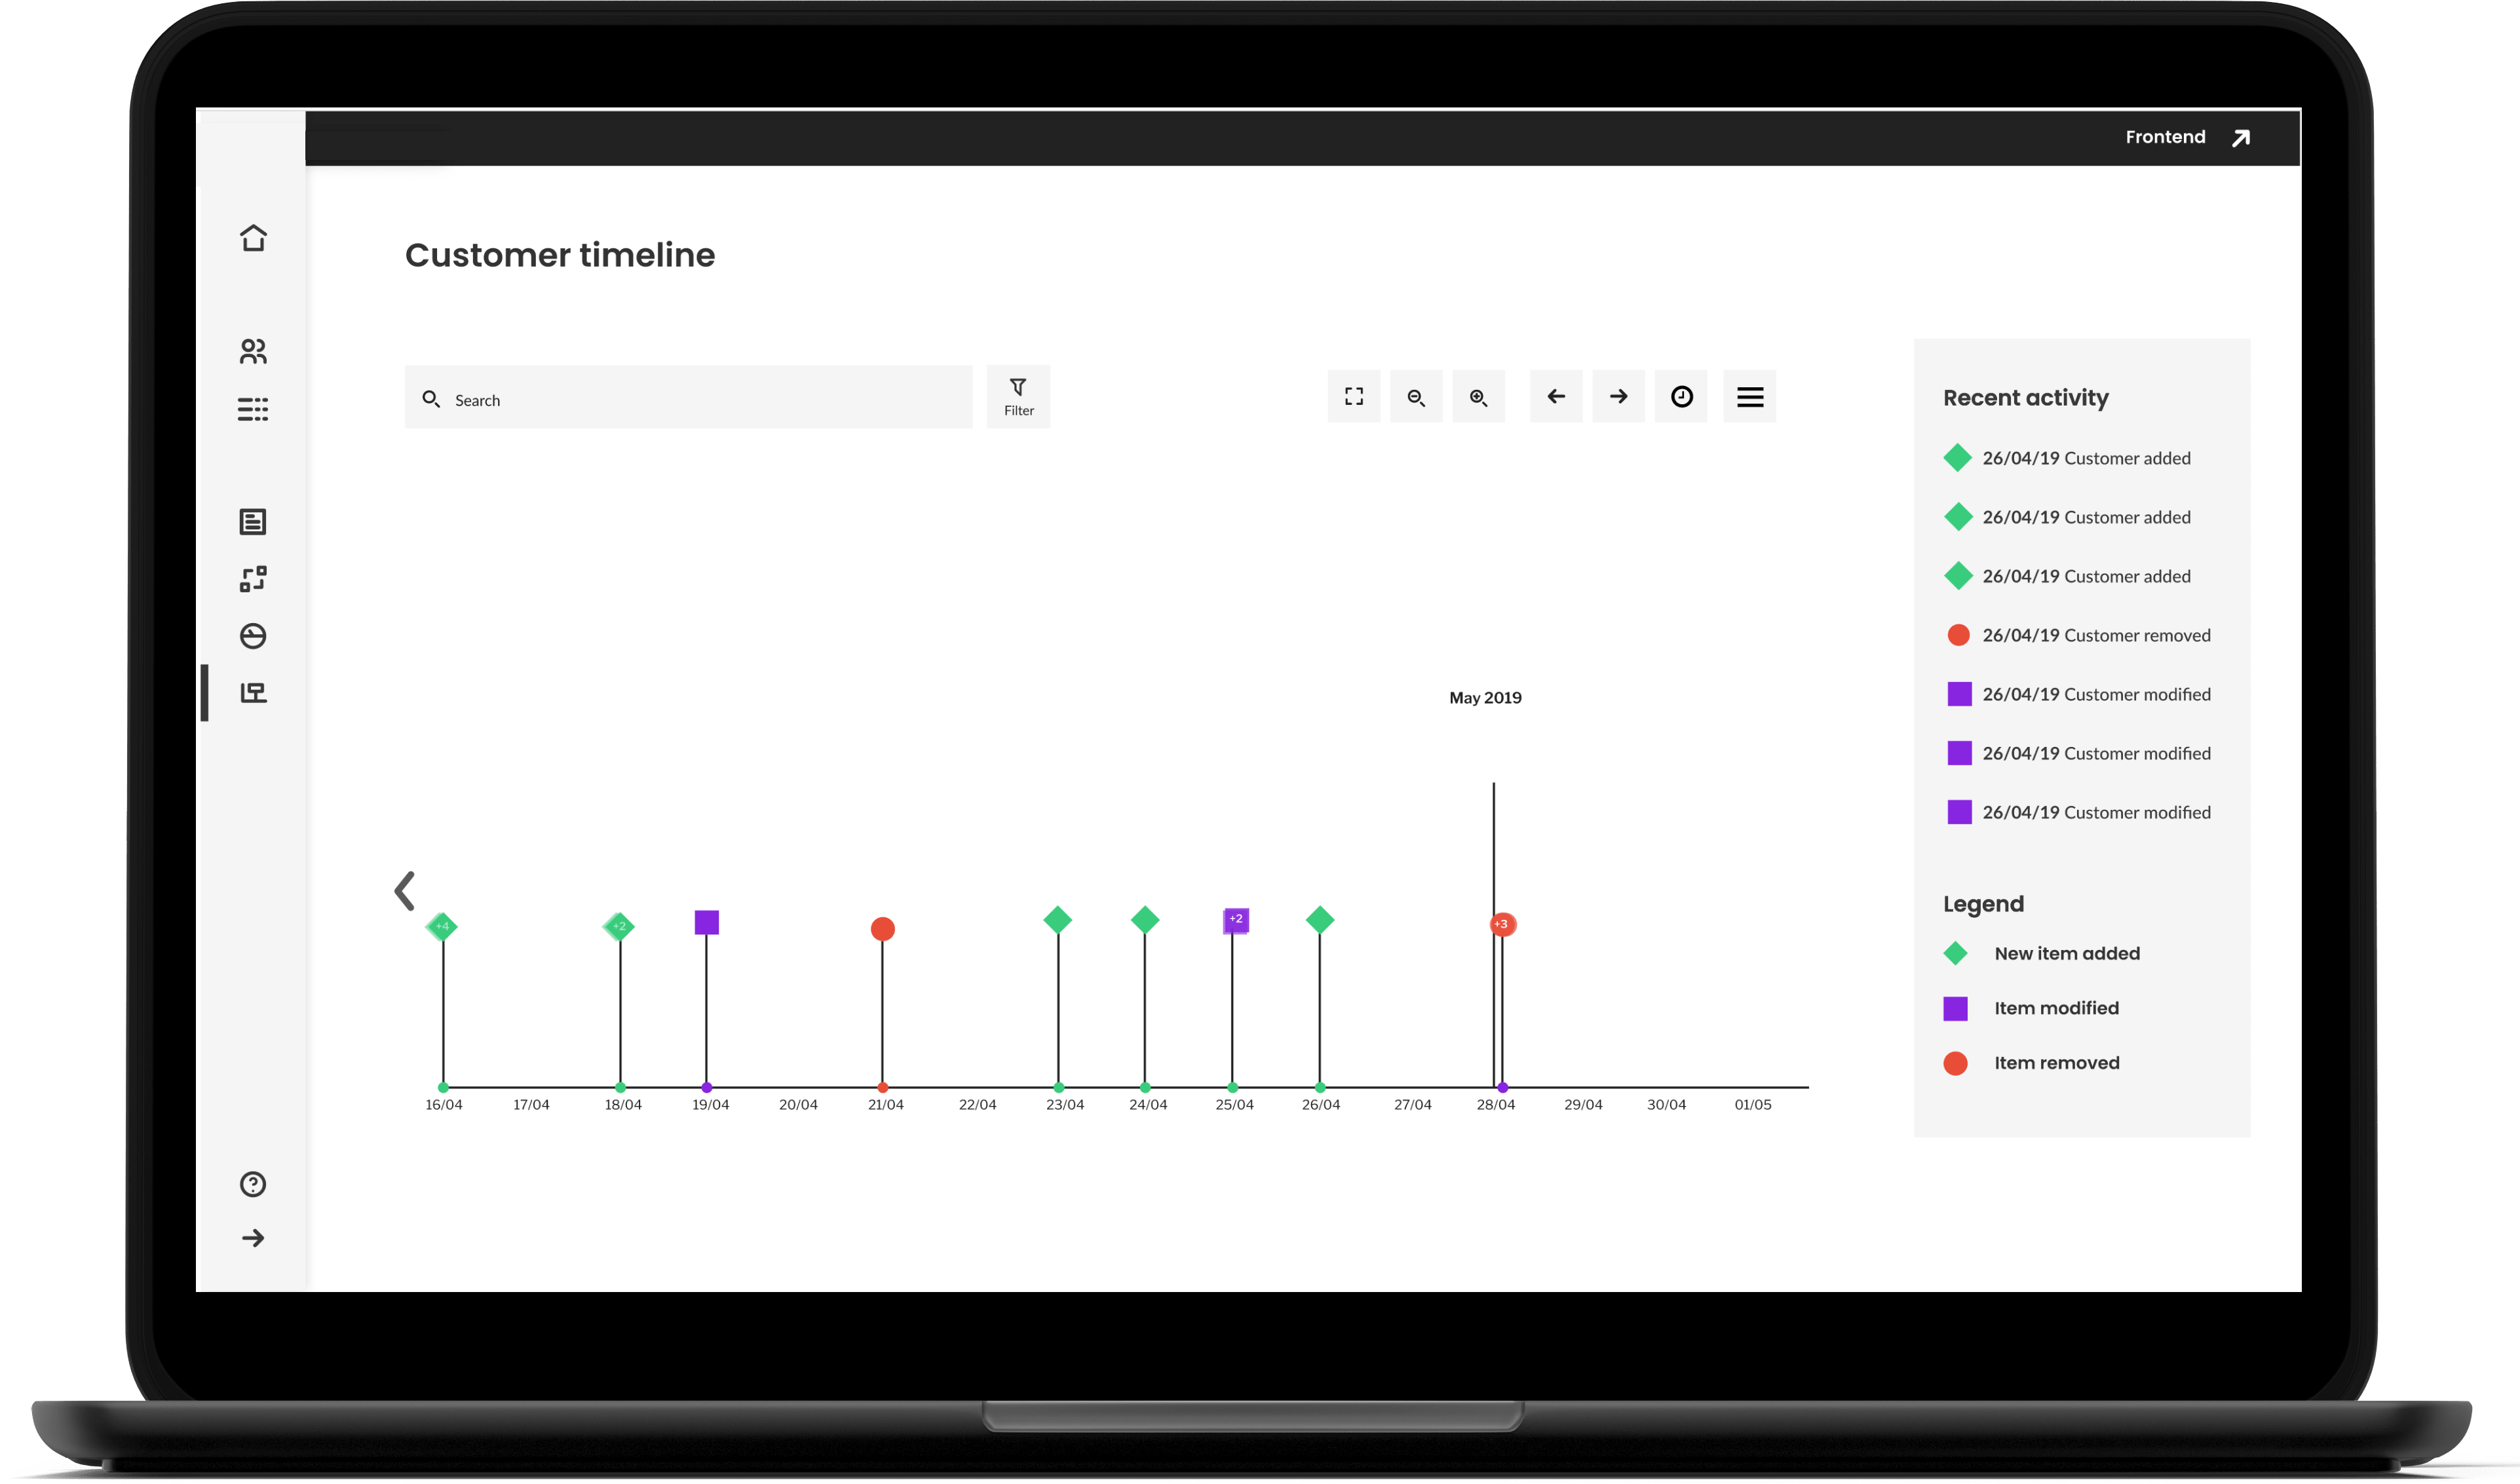 Frontend
Customer timeline
Search
Filter
May 2019
+4
+2
+2
+3
16/04 17/04 18/04 19/04 20/04 21/04 22/04 23/04 24/04 25/04 26/04 27/04 28/04 29/04 30/04 01/05
Recent activity
26/04/19 Customer added
26/04/19 Customer added
26/04/19 Customer added
26/04/19 Customer removed
26/04/19 Customer modified
26/04/19 Customer modified
26/04/19 Customer modified
Legend
New item added
Item modified
Item removed